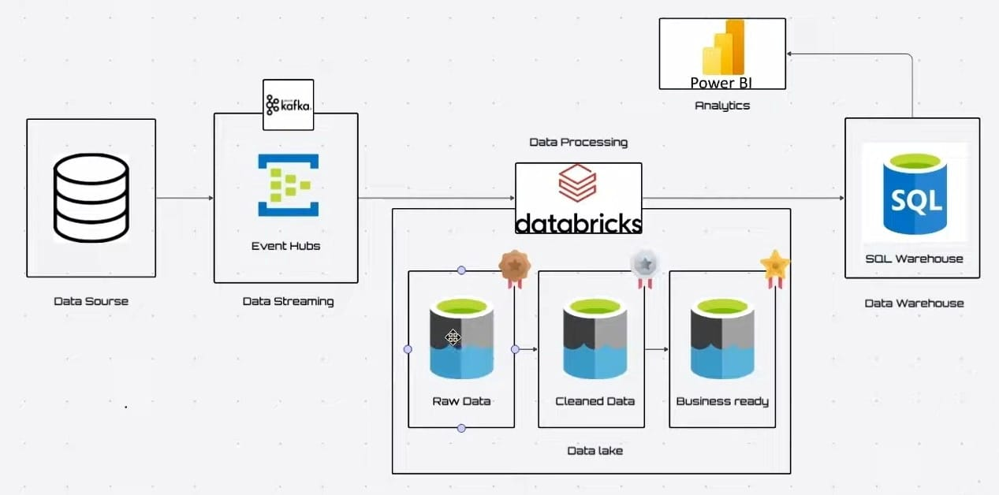 Power BI
Analytics
kafka
Data Processing
databricks
Event Hubs
SQL
SQL Warehouse
Data Sourse
Data Streaming
Data Warehouse
Raw Data
Cleaned Data
Business ready
Data lake